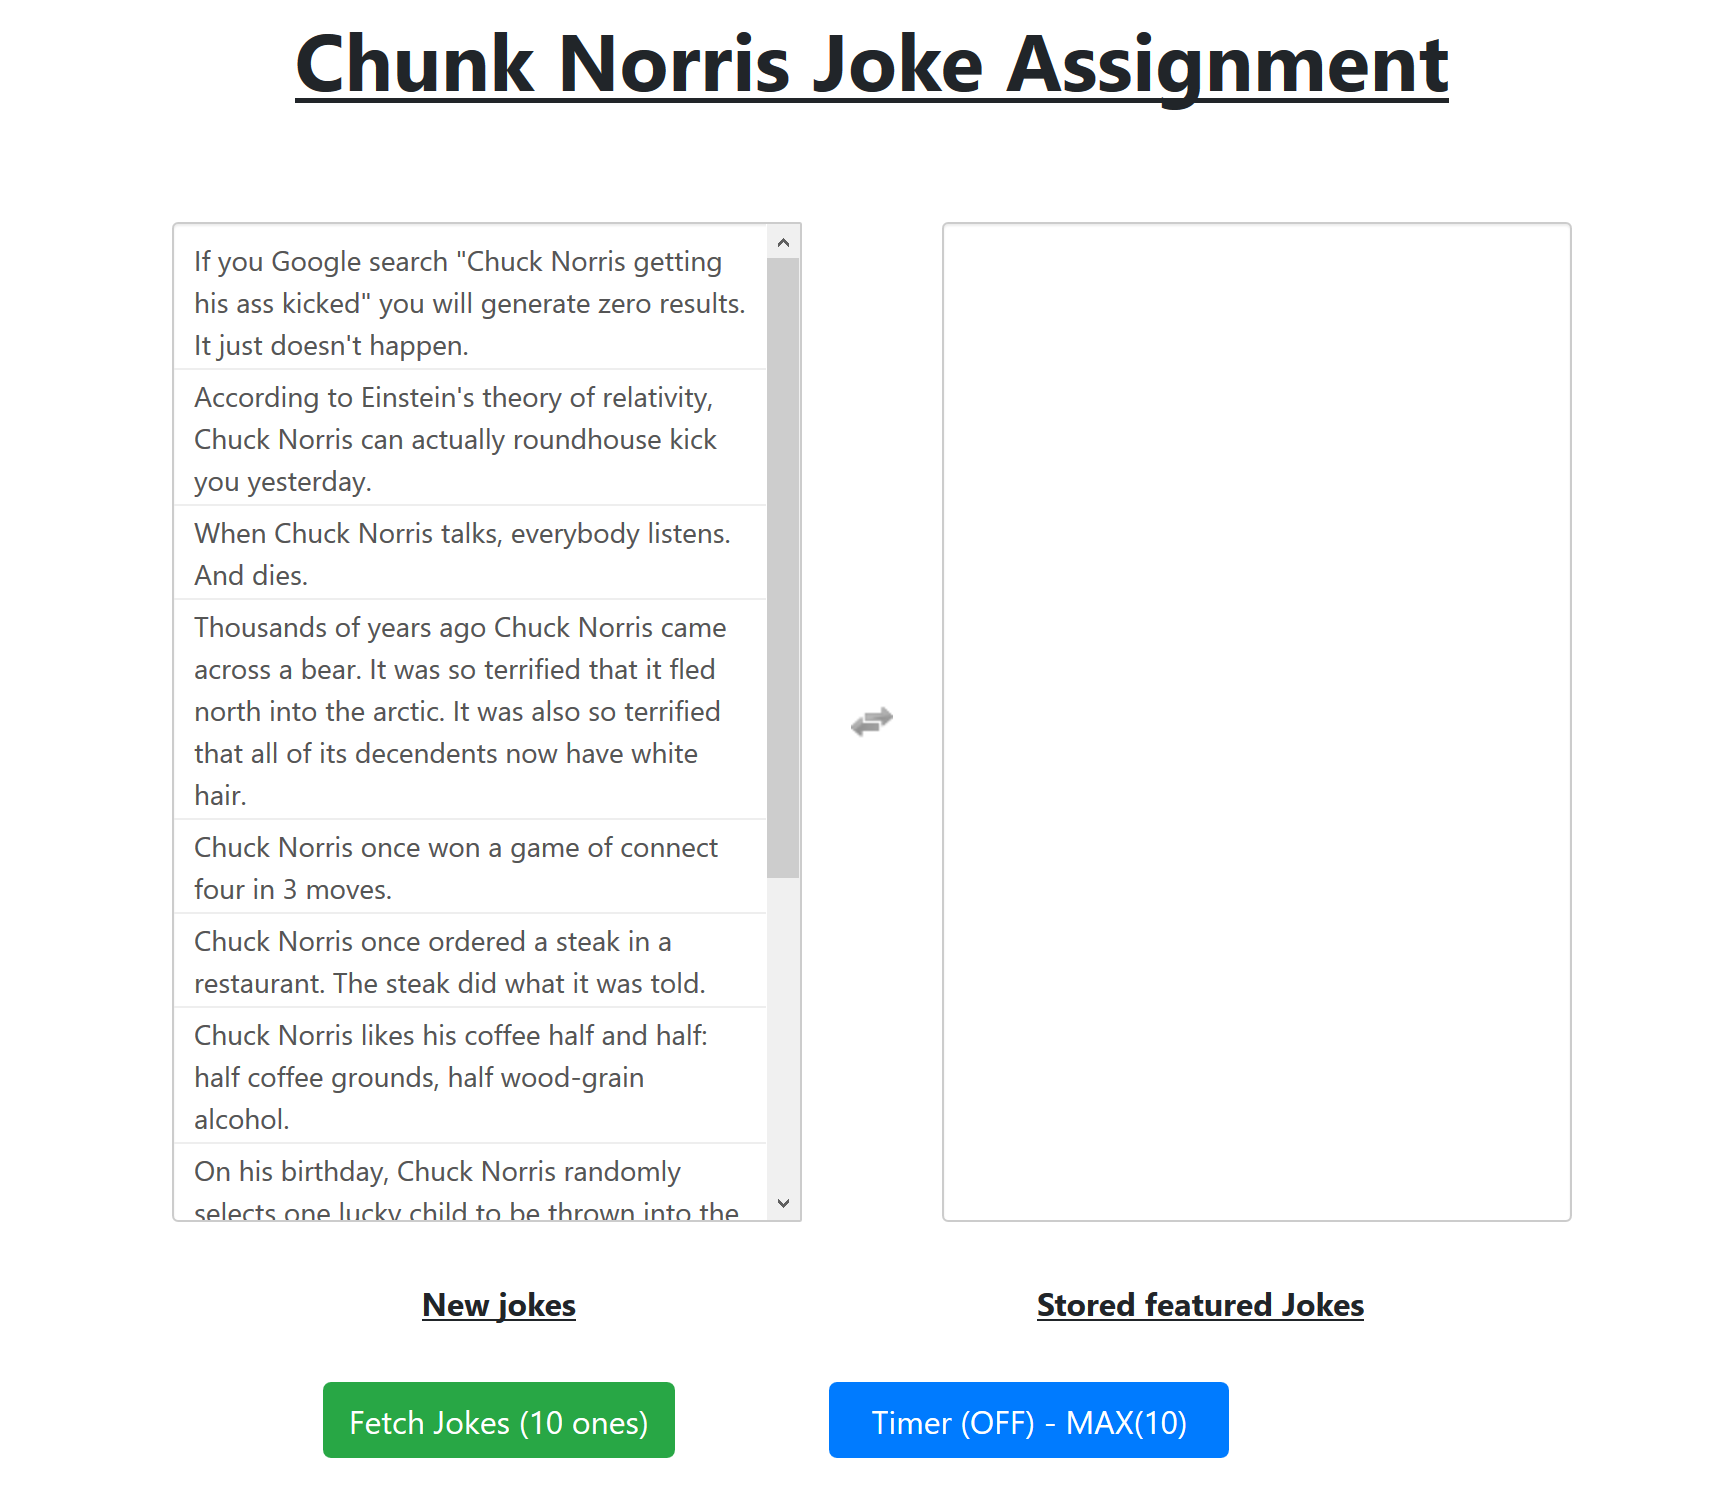 Chunk Norris Joke Assignment
If you Google search "Chuck Norris getting
his ass kicked" you will generate zero results.
It just doesn't happen.
According to Einstein's theory of relativity,
Chuck Norris can actually roundhouse kick
you yesterday.
When Chuck Norris talks, everybody listens.
And dies.
Thousands of years ago Chuck Norris came
across a bear. It was so terrified that it fled
north into the arctic. It was also so terrified
that all of its decendents now have white
hair.
Chuck Norris once won a game of connect
four in 3 moves.
Chuck Norris once ordered a steak in a
restaurant. The steak did what it was told.
Chuck Norris likes his coffee half and half:
half coffee grounds, half wood-grain
alcohol.
On his birthday, Chuck Norris randomly
selects one lucky child to be thrown into the
New jokes
Stored featured Jokes
Fetch Jokes (10 ones)
Timer (OFF) - MAX(10)